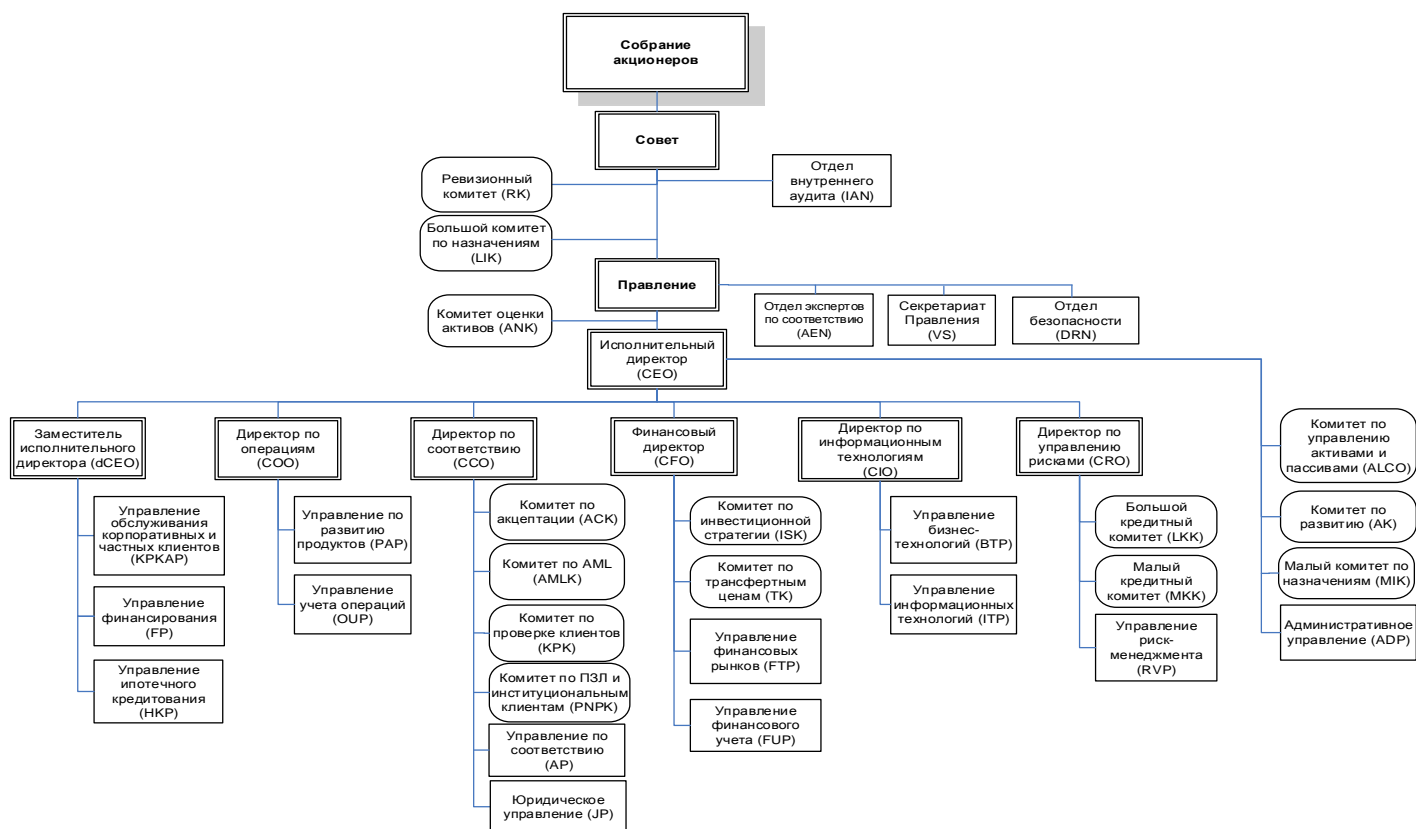 Собрание
акционеров
Совет
Ревизионный
комитет (RK)
Отдел
внутреннего
аудита (IAN)
Большой комитет
по назначениям
(LIK)
Правление
Комитет оценки
активов (ANK)
Отдел экспертов
по соответствию
(AEN)
Секретариат
Правления
(VS)
Отдел
безопасности
(DRN)
Исполнительный
директор
(CEO)
Заместитель
исполнительного
директора (dCEO)
Директор по
операциям
(COO)
Директор по
соответствию
(CCO)
Финансовый
директор
(CFO)
Директор по
информационным
технологиям
(CIO)
Директор по
управлению
рисками (CRO)
Комитет по
управлению
активами и
пассивами (ALCO)
Управление
обслуживания
корпоративных и
частных клиентов
(KPKAP)
Управление
финансирования
(FP)
Управление
ипотечного
кредитования
(HKP)
Управление по
развитию
продуктов (PAP)
Управление
учета операций
(OUP)
Комитет по
акцептации (ACK)
Комитет по AML
(AMLK)
Комитет по
проверке клиентов
(KPK)
Комитет по ПЗЛ и
институциональным
клиентам (PNPK)
Управление по
соответствию
(AP)
Юридическое
управление (JP)
Комитет по
инвестиционной
стратегии (ISK)
Комитет по
трансфертным
ценам (TK)
Управление
финансовых
рынков (FTP)
Управление
финансового
учета (FUP)
Управление
бизнес-
технологий (BTP)
Управление
информационных
технологий (ITP)
Большой
кредитный
комитет (LKK)
Малый
кредитный
комитет (MKK)
Управление
риск-
менеджмента
(RVP)
Комитет по
развитию (AK)
Малый комитет по
назначениям (MIK)
Административное
управление (ADP)